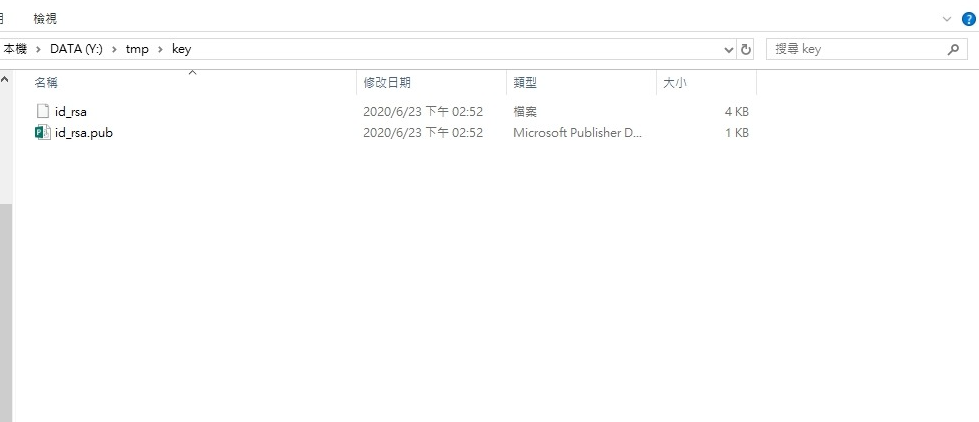 檢視
本機 > DATA (Y:) > tmp > key 搜尋 key
名稱 修改日期 類型 大小
id_rsa 2020/6/23 下午 02:52 檔案 4 KB
id_rsa.pub 2020/6/23 下午 02:52 Microsoft Publisher D... 1 KB